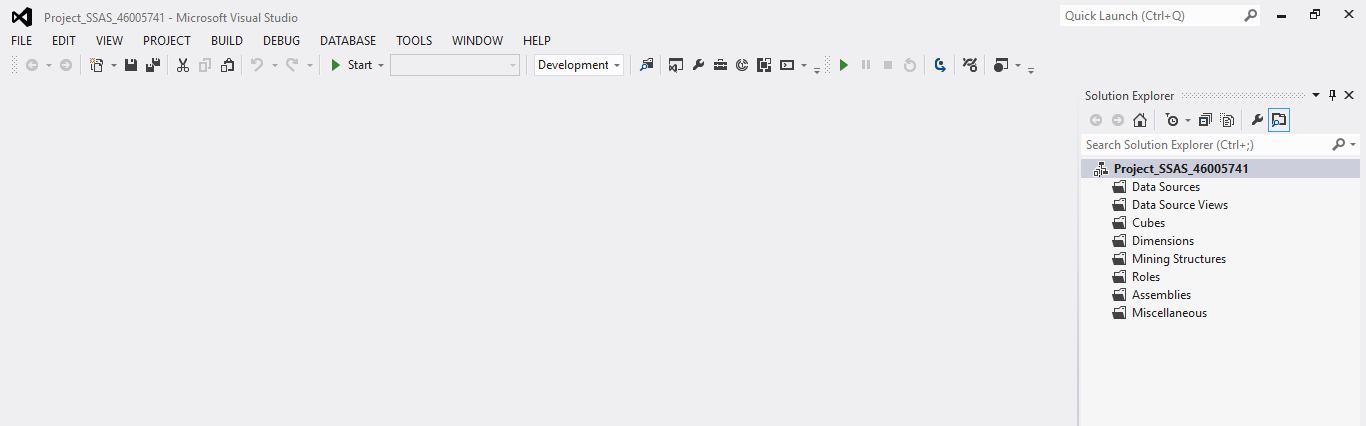 Project_SSAS_46005741 - Microsoft Visual Studio
Quick Launch (Ctrl+Q)
FILE EDIT VIEW PROJECT BUILD DEBUG DATABASE TOOLS WINDOW HELP
Start Development
Solution Explorer
Search Solution Explorer (Ctrl+;)
Project_SSAS_46005741
Data Sources
Data Source Views
Cubes
Dimensions
Mining Structures
Roles
Assemblies
Miscellaneous